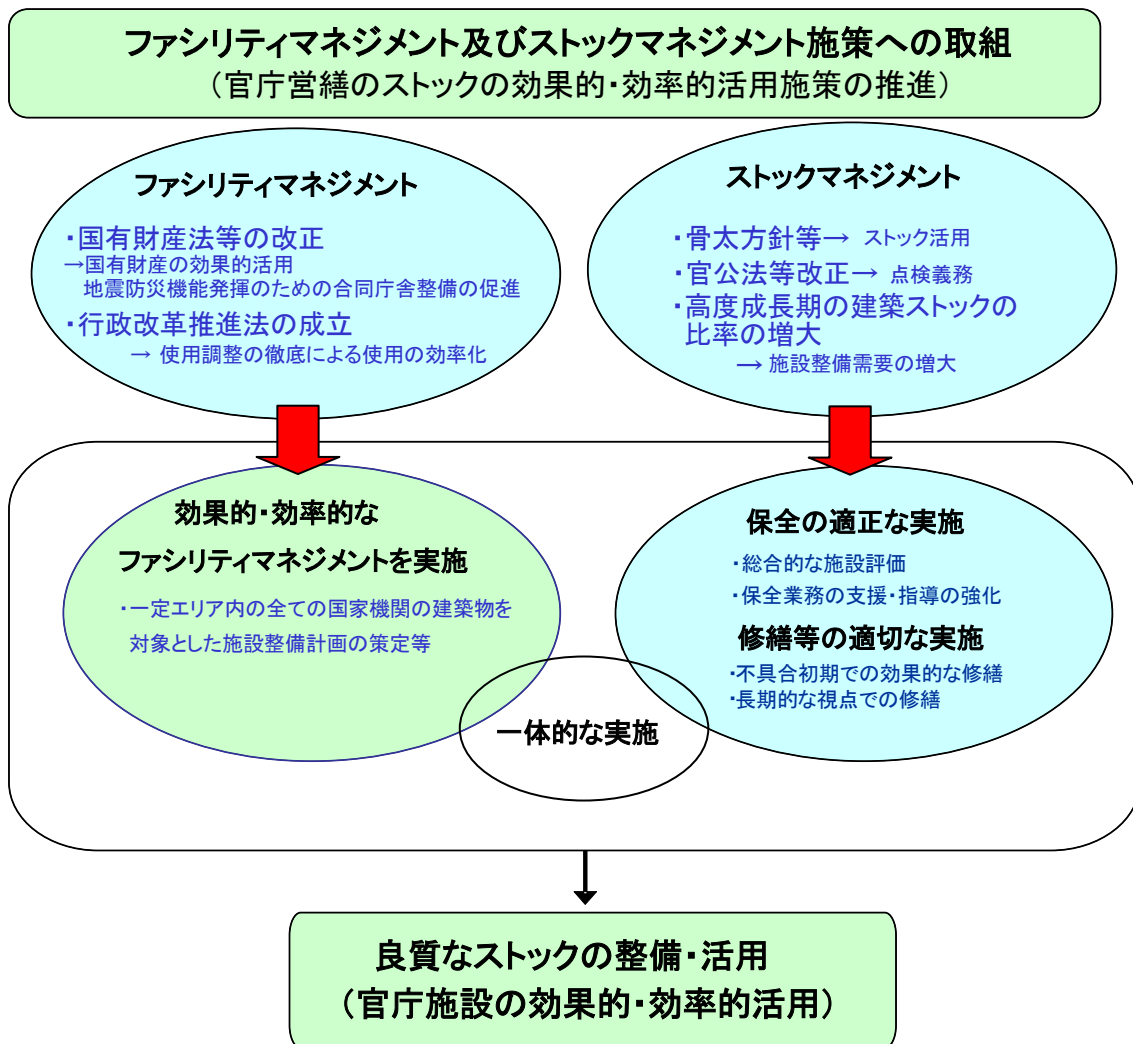 ファシリティマネジメント及びストックマネジメント施策への取組
（官庁営繕のストックの効果的・効率的活用施策の推進）
ファシリティマネジメント
・国有財産法等の改正
→国有財産の効果的活用
地震防災機能発揮のための合同庁舎整備の促進
・行政改革推進法の成立
→ 使用調整の徹底による使用の効率化
ストックマネジメント
・骨太方針等→ ストック活用
・官公法等改正→ 点検義務
・高度成長期の建築ストックの
比率の増大
→ 施設整備需要の増大
効果的・効率的な
ファシリティマネジメントを実施
・一定エリア内の全ての国家機関の建築物を
対象とした施設整備計画の策定等
保全の適正な実施
・総合的な施設評価
・保全業務の支援・指導の強化
修繕等の適切な実施
・不具合初期での効果的な修繕
・長期的な視点での修繕
一体的な実施
良質なストックの整備・活用
（官庁施設の効果的・効率的活用）